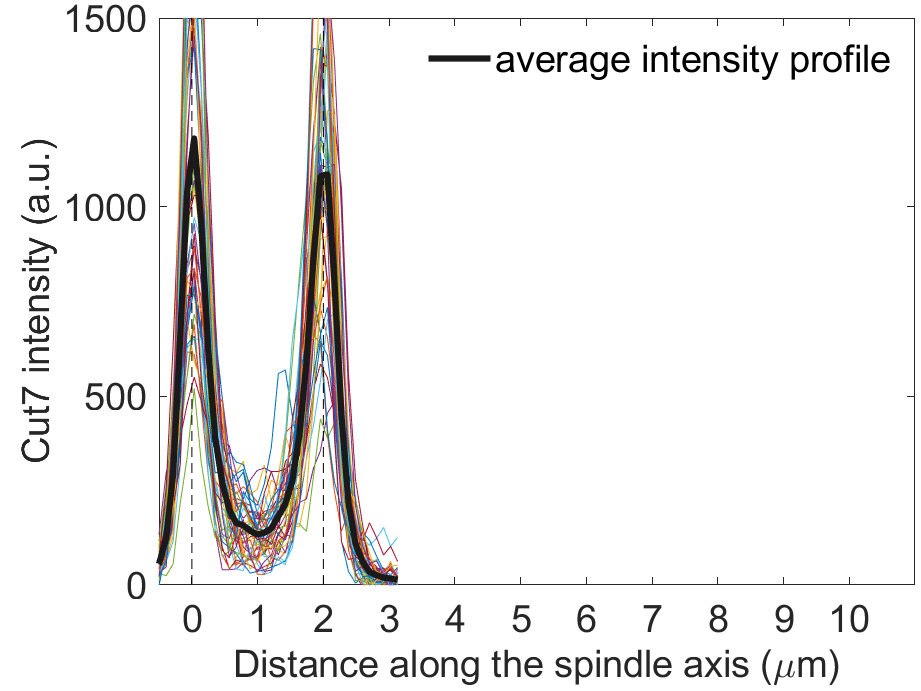 1500
average intensity profile
1000
500
0
Cut7 intensity (a.u.)
0 1 2 3 4 5 6 7 8 9 10
Distance along the spindle axis (μm)